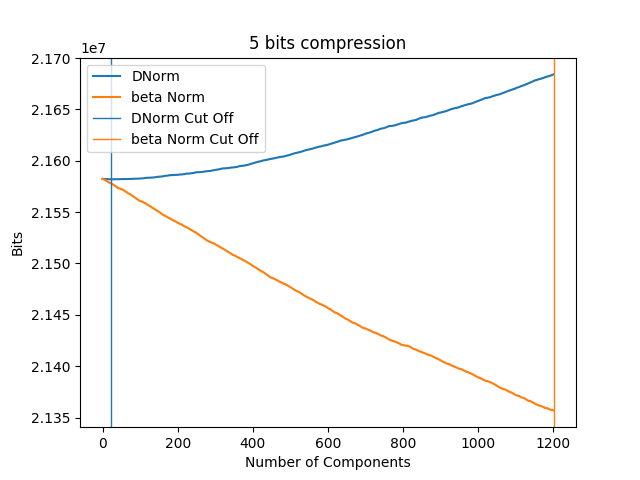 5 bits compression
1e7
2.170
2.165
2.160
2.155
2.150
2.145
2.140
2.135
Bits
DNorm
beta Norm
DNorm Cut Off
beta Norm Cut Off
0 200 400 600 800 1000 1200
Number of Components